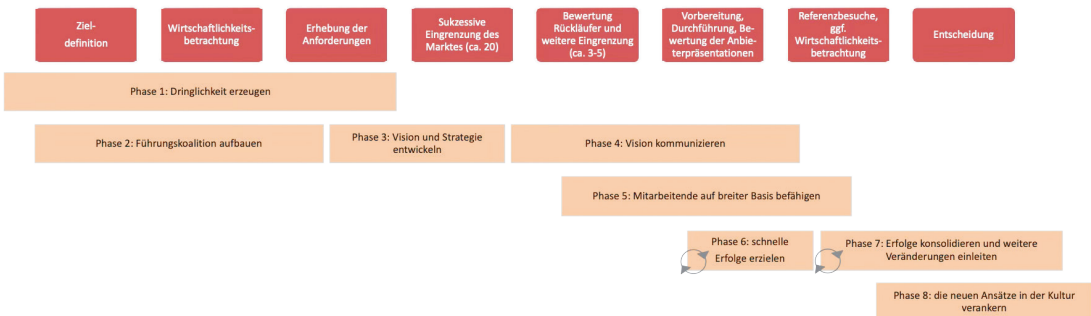 Ziel-
definition
Wirtschaftlichkeits-
betrachtung
Erhebung der
Anforderungen
Sukzessive
Eingrenzung des
Marktes (ca. 20)
Bewertung
Rückläufer und
weitere Eingrenzung
(ca. 3-5)
Vorbereitung,
Durchführung, Be-
wertung der Anbie-
terpräsentationen
Referenzbesuche,
ggf.
Wirtschaftlichkeits-
betrachtung
Entscheidung
Phase 1: Dringlichkeit erzeugen
Phase 2: Führungskoalition aufbauen
Phase 3: Vision und Strategie
entwickeln
Phase 4: Vision kommunizieren
Phase 5: Mitarbeitende auf breiter Basis befähigen
Phase 6: schnelle
Erfolge erzielen
Phase 7: Erfolge konsolidieren und weitere
Veränderungen einleiten
Phase 8: die neuen Ansätze in der Kultur
verankern